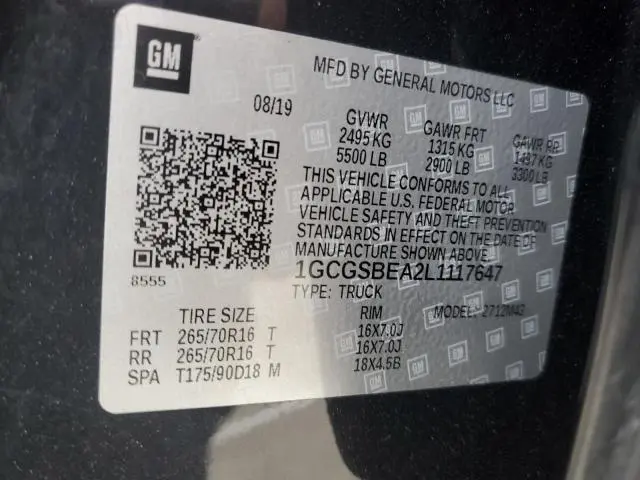 GM
MFD BY GENERAL MOTORS LLC
08/19
GVWR GAWR FRT GAWR RR
2495 KG 1315 KG 1497 KG
5500 LB 2900 LB 3300 LB
THIS VEHICLE CONFORMS TO ALL
APPLICABLE U.S. FEDERAL MOTOR
VEHICLE SAFETY AND THEFT PREVENTION
STANDARDS IN EFFECT ON THE DATE OF
MANUFACTURE SHOWN ABOVE.
1GCGSBEA2L1117647
8555
TYPE: TRUCK MODEL: 2712M43
TIRE SIZE RIM
FRT 265/70R16 T 16X7.0J
RR 265/70R16 T 16X7.0J
SPA T175/90D18 M 18X4.5B